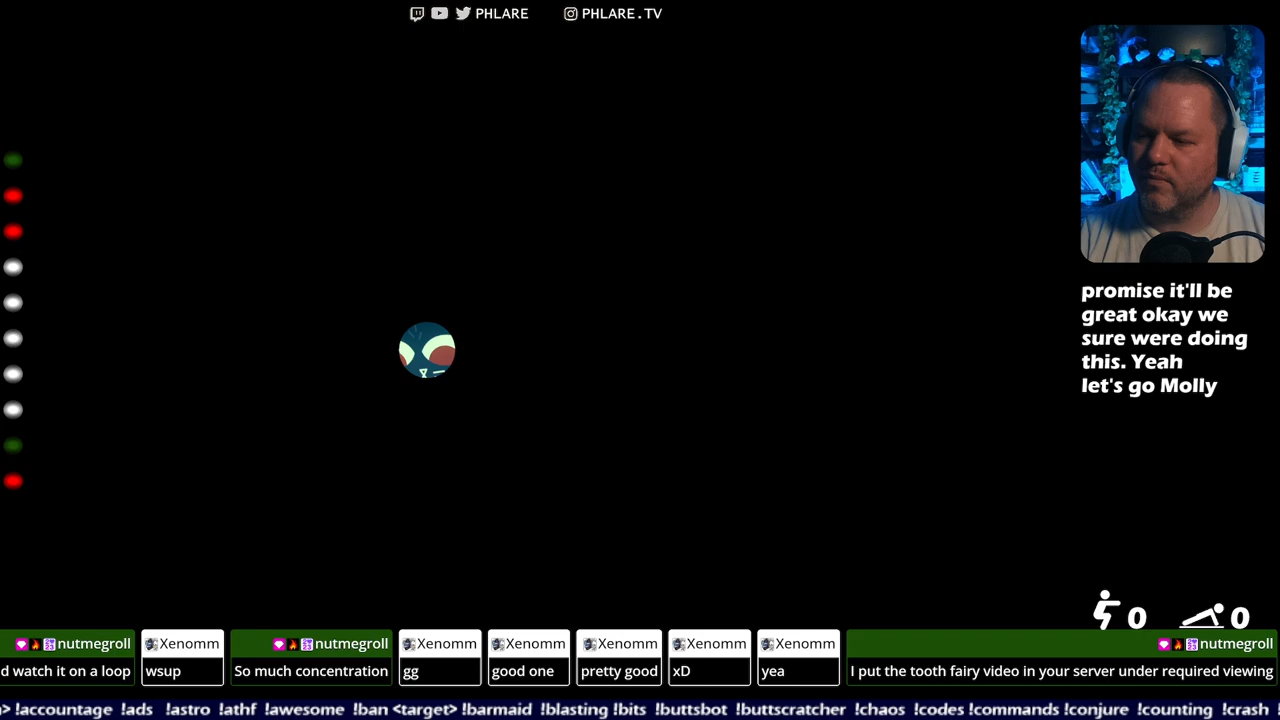 PHLARE PHLARE.TV
promise it'll be
great okay we
sure were doing
this. Yeah
let's go Molly
0 0
nutmegroll Xenomm nutmegroll Xenomm Xenomm Xenomm Xenomm Xenomm nutmegroll
d watch it on a loop wsup So much concentration gg good one pretty good xD yea I put the tooth fairy video in your server under required viewing
> !accountage !ads !astro !athf !awesome !ban <target> !barmaid !blasting !bits !buttsbot !buttscratcher !chaos !codes !commands !conjure !counting !crash